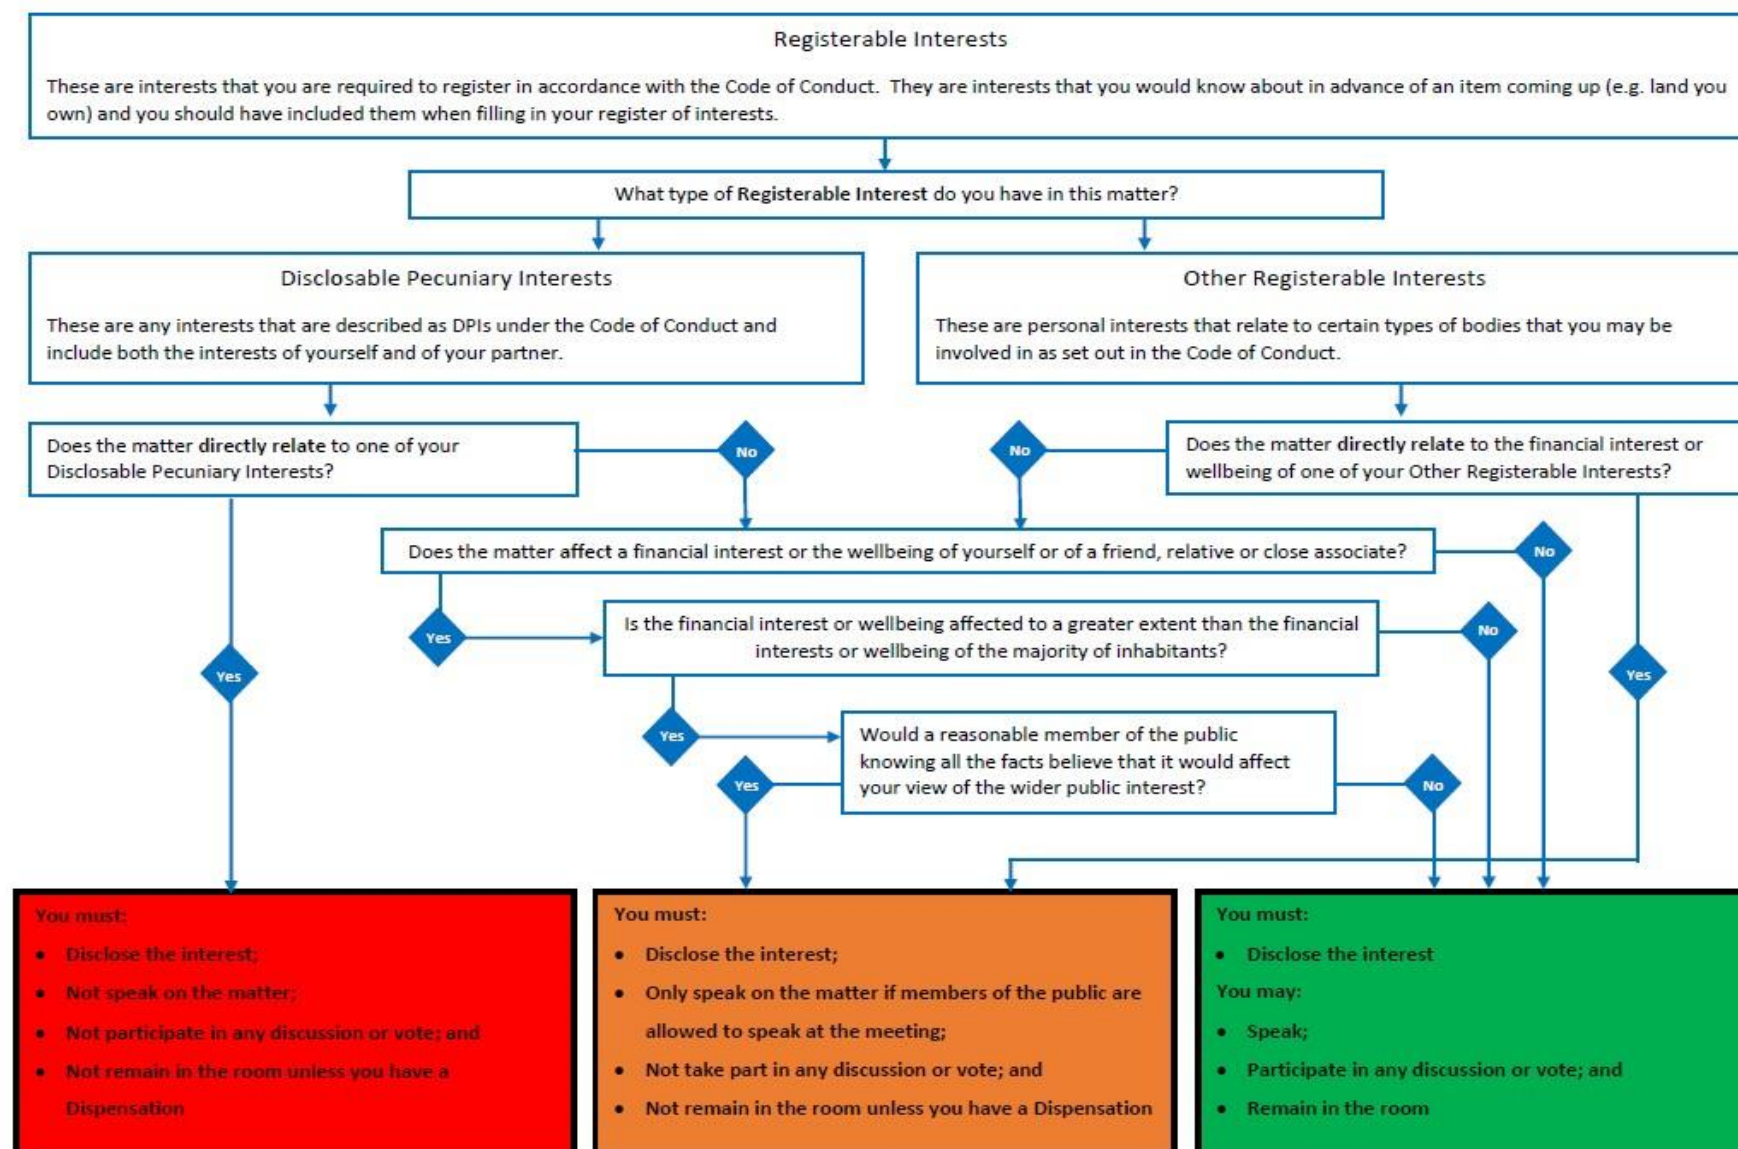 Registerable Interests
These are interests that you are required to register in accordance with the Code of Conduct. They are interests that you would know about in advance of an item coming up (e.g. land you
own) and you should have included them when filling in your register of interests.
What type of Registerable Interest do you have in this matter?
Disclosable Pecuniary Interests
These are any interests that are described as DPIs under the Code of Conduct and
include both the interests of yourself and of your partner.
Other Registerable Interests
These are personal interests that relate to certain types of bodies that you may be
involved in as set out in the Code of Conduct.
Does the matter directly relate to one of your
Disclosable Pecuniary Interests?
No
No
Does the matter directly relate to the financial interest or
wellbeing of one of your Other Registerable Interests?
Does the matter affect a financial interest or the wellbeing of yourself or of a friend, relative or close associate?
No
Yes
Is the financial interest or wellbeing affected to a greater extent than the financial
interests or wellbeing of the majority of inhabitants?
No
Yes
Yes
Yes
Would a reasonable member of the public
knowing all the facts believe that it would affect
your view of the wider public interest?
Yes
No
You must:
• Disclose the interest;
• Not speak on the matter;
• Not participate in any discussion or vote; and
• Not remain in the room unless you have a
Dispensation
You must:
• Disclose the interest;
• Only speak on the matter if members of the public are
allowed to speak at the meeting;
• Not take part in any discussion or vote; and
• Not remain in the room unless you have a Dispensation
You must:
• Disclose the interest
You may:
• Speak;
• Participate in any discussion or vote; and
• Remain in the room